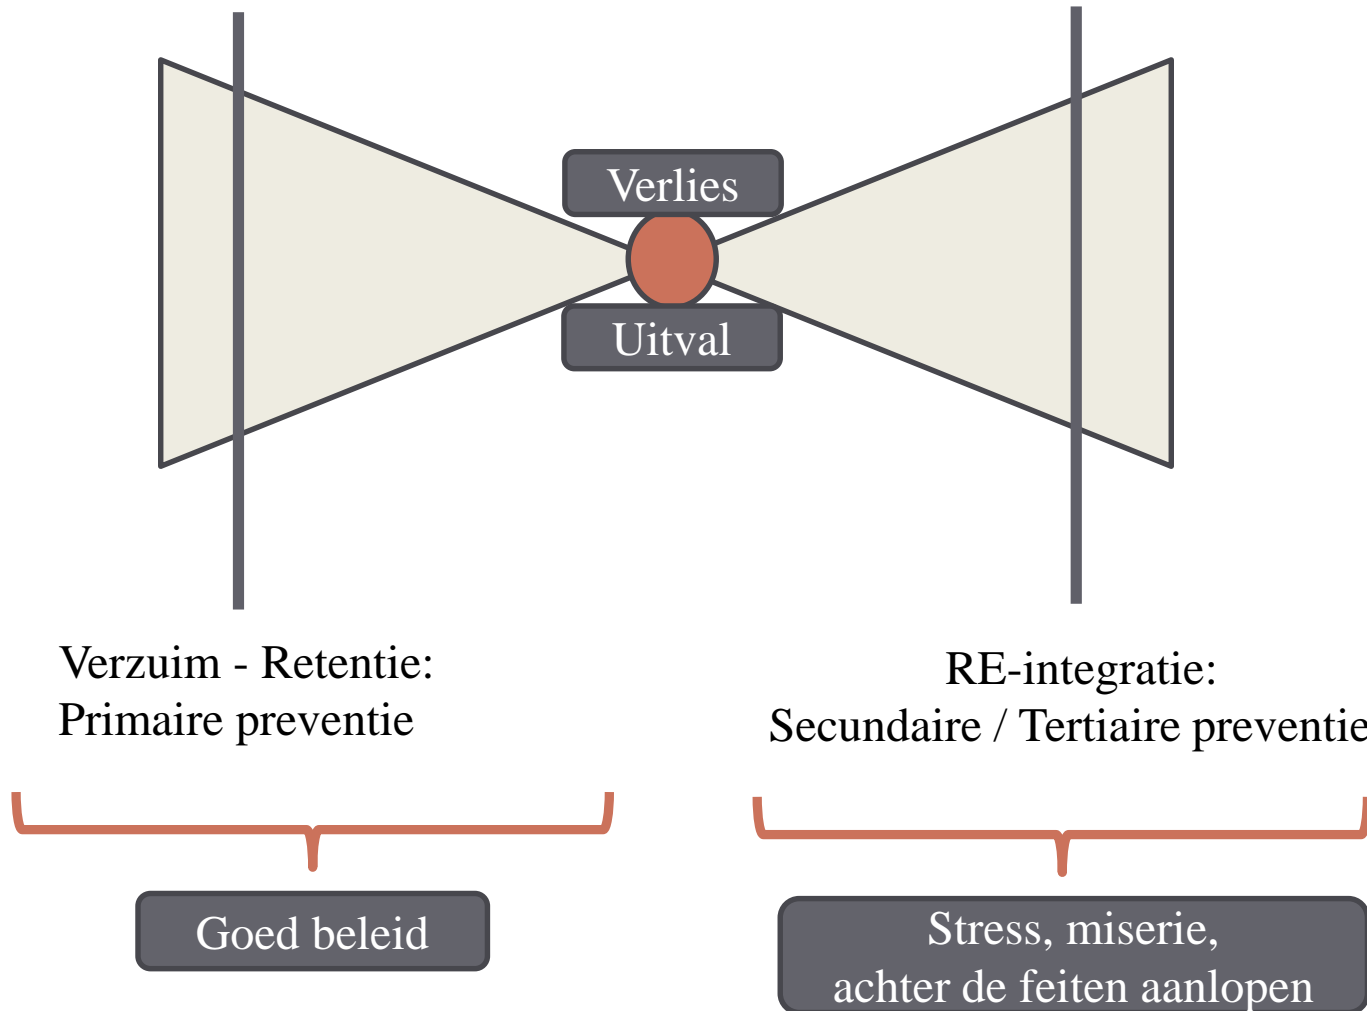 Verlies
Uitval
Verzuim - Retentie:
Primaire preventie
RE-integratie:
Secundaire / Tertiaire preventie
Goed beleid
Stress, miserie,
achter de feiten aanlopen